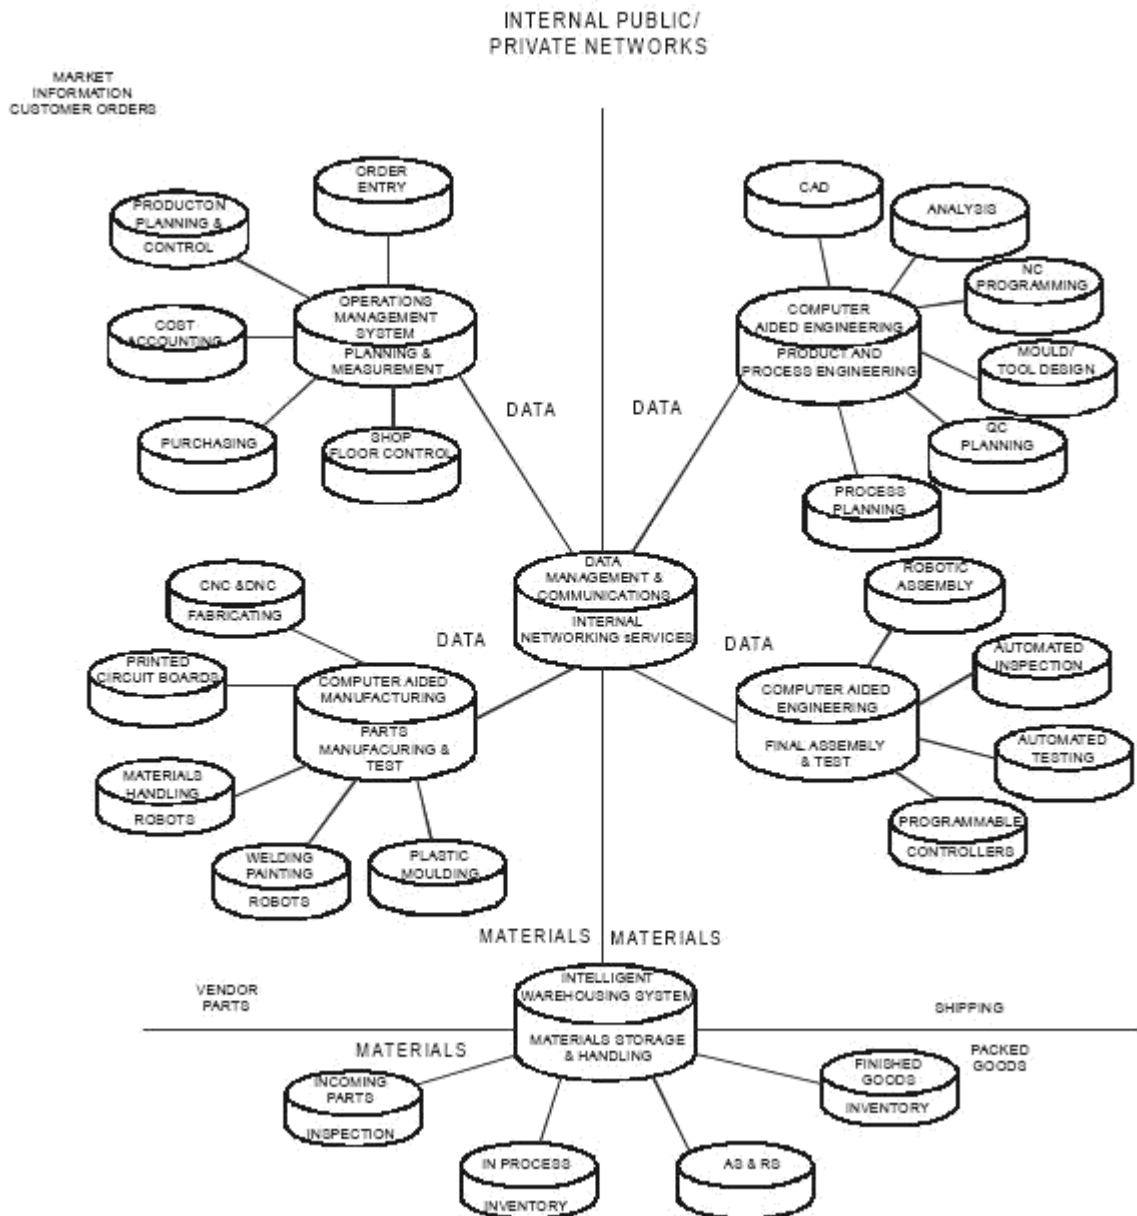 INTERNAL PUBLIC/
PRIVATE NETWORKS
MARKET
INFORMATION
CUSTOMER ORDERS
ORDER
ENTRY
PRODUCTON
PLANNING &
CONTROL
OPERATIONS
MANAGEMENT
SYSTEM
PLANNING &
MEASUREMENT
COST
ACCOUNTING
PURCHASING
SHOP
FLOOR CONTROL
DATA
CAD
ANALYSIS
NC
PROGRAMMING
COMPUTER
AIDED ENGINEERING
PRODUCT AND
PROCESS ENGINEERING
MOULD/
TOOL DESIGN
QC
PLANNING
PROCESS
PLANNING
DATA
DATA
MANAGEMENT &
COMMUNICATIONS
INTERNAL
NETWORKING sERVICES
CNC &DNC
FABRICATING
DATA
PRINTED
CIRCUIT BOARDS
COMPUTER AIDED
MANUFACTURING
PARTS
MANUFACURING &
TEST
MATERIALS
HANDLING
ROBOTS
WELDING
PAINTING
ROBOTS
PLASTIC
MOULDING
ROBOTIC
ASSEMBLY
DATA
AUTOMATED
INSPECTION
COMPUTER AIDED
ENGINEERING
FINAL ASSEMBLY
& TEST
AUTOMATED
TESTING
PROGRAMMABLE
CONTROLLERS
MATERIALS
MATERIALS
INTELLIGENT
WAREHOUSING SYSTEM
MATERIALS STORAGE
& HANDLING
VENDOR
PARTS
SHIPPING
MATERIALS
PACKED
GOODS
INCOMING
PARTS
INSPECTION
FINISHED
GOODS
INVENTORY
IN PROCESS
INVENTORY
AS & RS